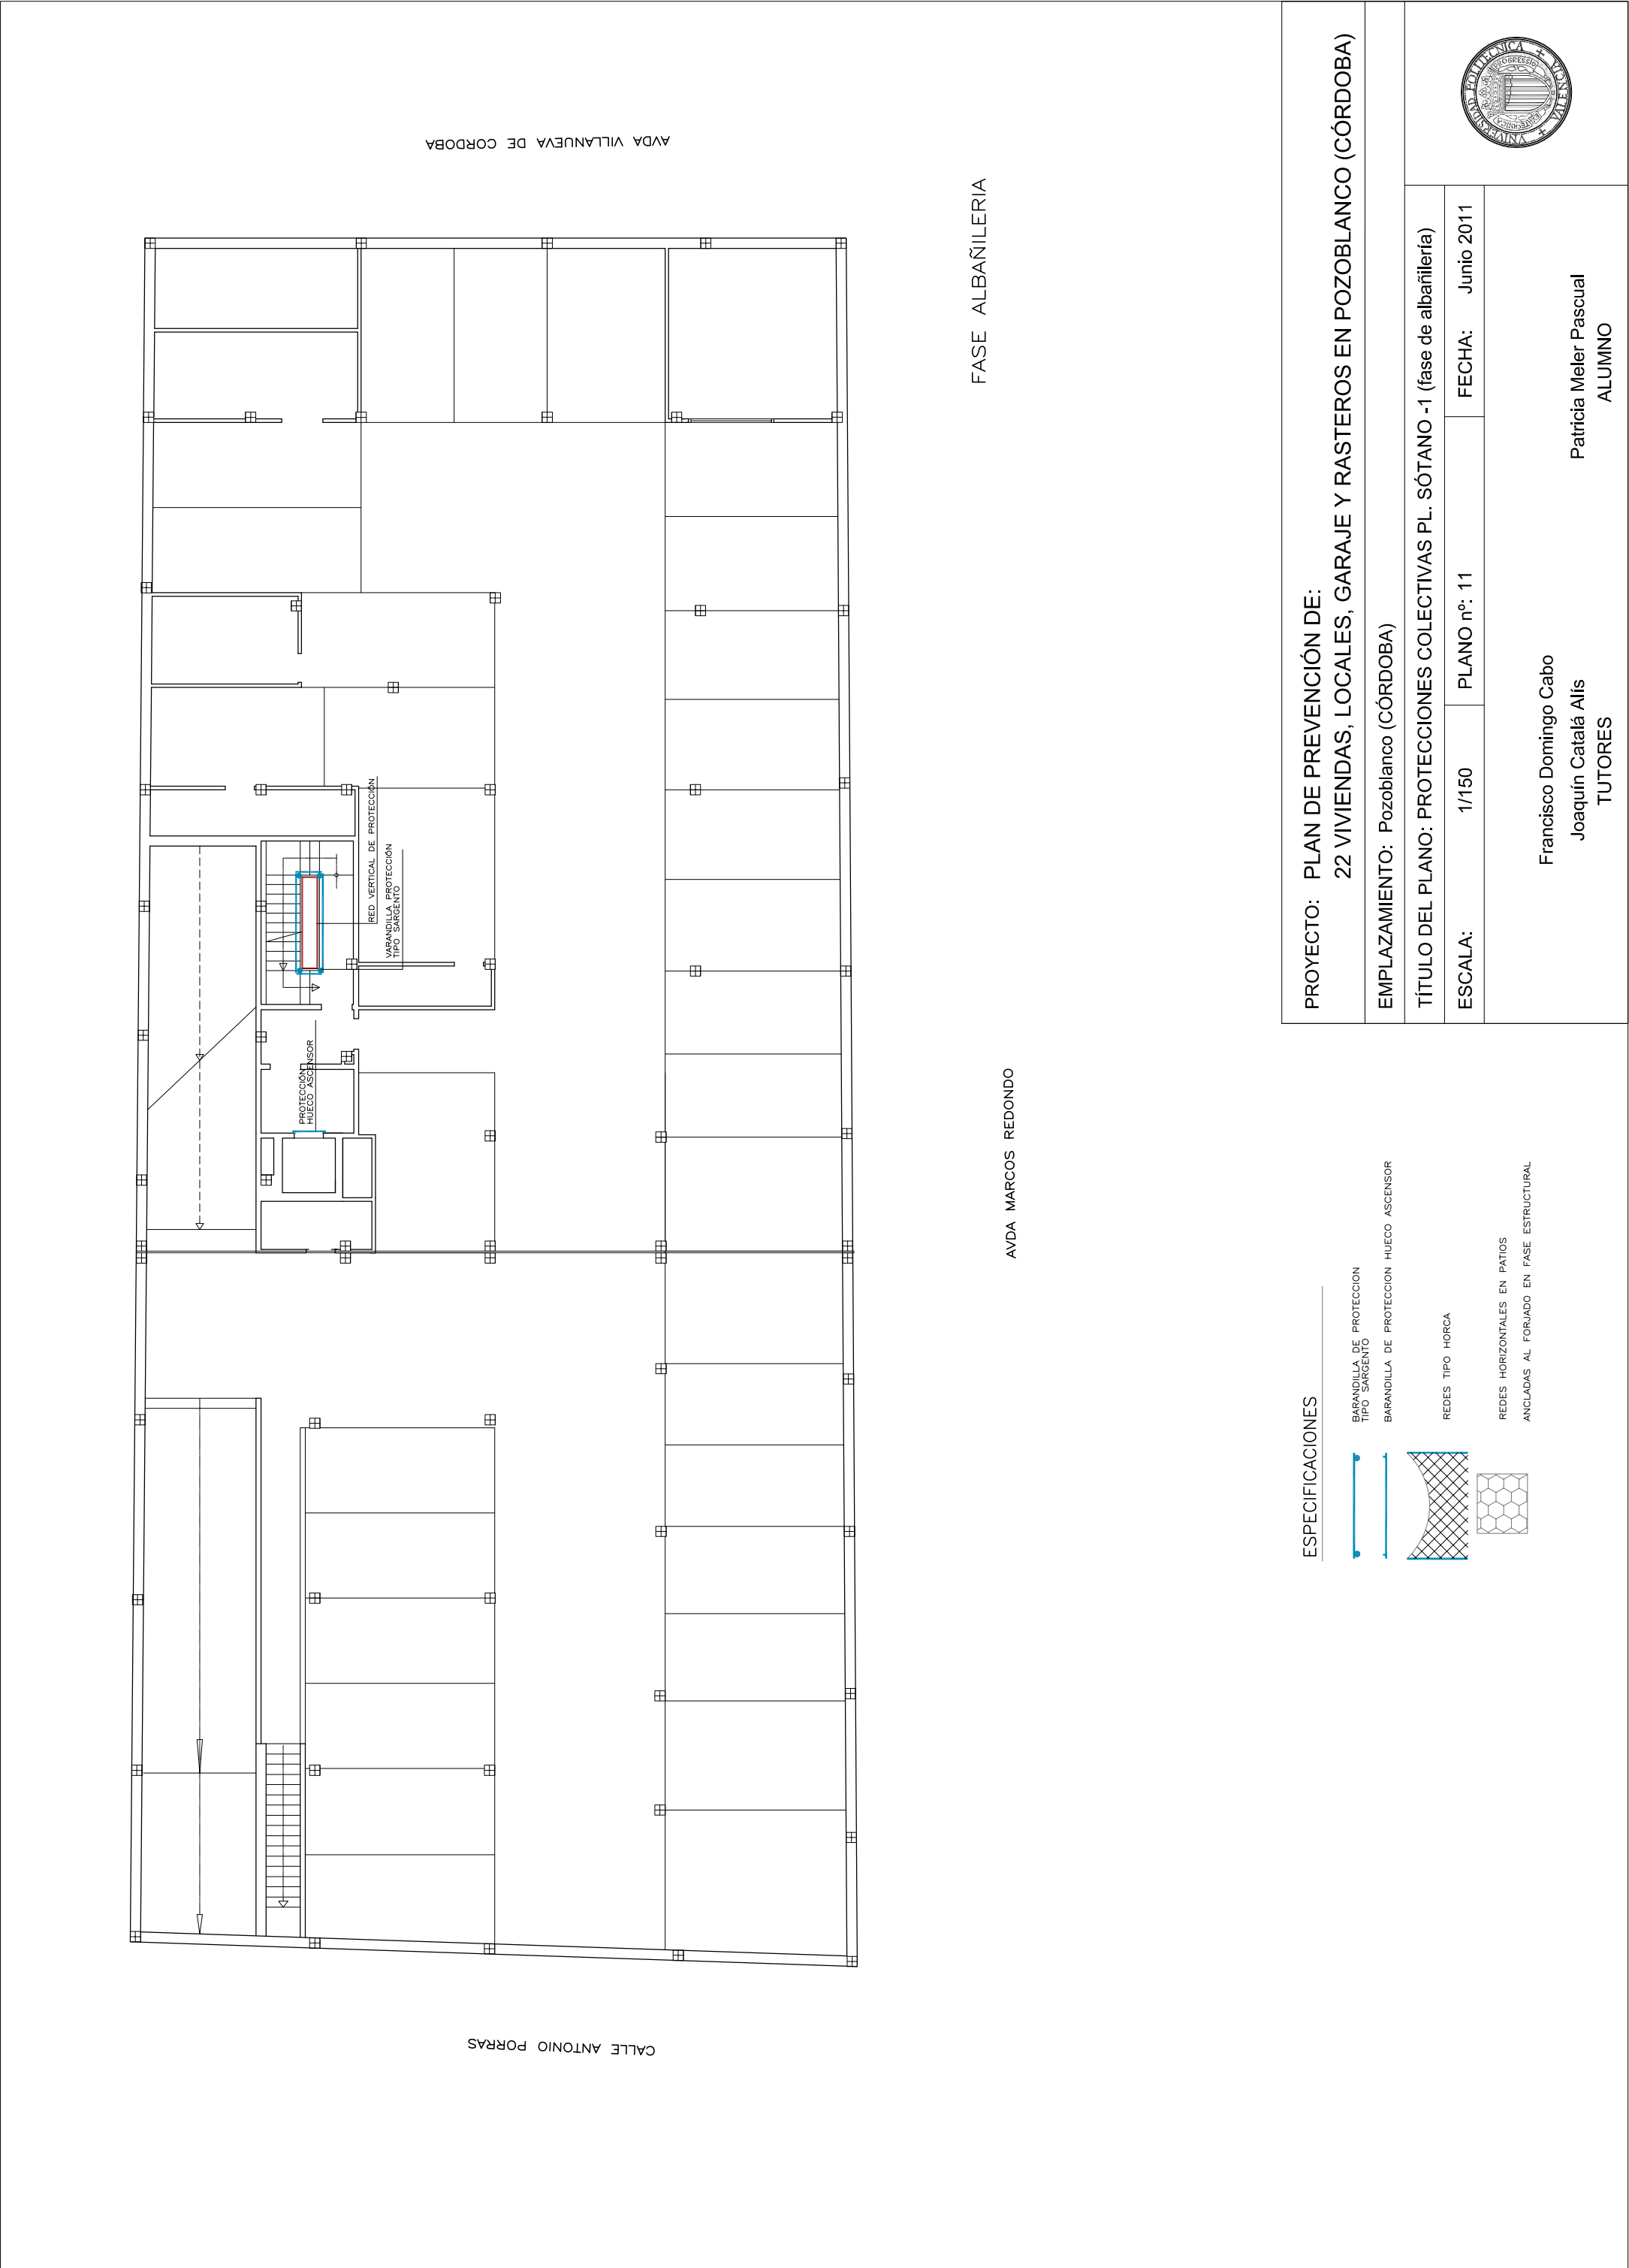 AVDA VILLANUEVA DE CORDOBA
FASE ALBAÑILERIA
RED VERTICAL DE PROTECCIÓN
VARANDILLA PROTECCIÓN
TIPO SARGENTO
PROTECCIÓN
HUECO ASCENSOR
AVDA MARCOS REDONDO
CALLE ANTONIO PORRAS
ESPECIFICACIONES
BARANDILLA DE PROTECCION
TIPO SARGENTO
BARANDILLA DE PROTECCION HUECO ASCENSOR
REDES TIPO HORCA
REDES HORIZONTALES EN PATIOS
ANCLADAS AL FORJADO EN FASE ESTRUCTURAL
PROYECTO: PLAN DE PREVENCIÓN DE:
22 VIVIENDAS, LOCALES, GARAJE Y RASTEROS EN POZOBLANCO (CÓRDOBA)
EMPLAZAMIENTO: Pozoblanco (CÓRDOBA)
TÍTULO DEL PLANO: PROTECCIONES COLECTIVAS PL. SÓTANO -1 (fase de albañilería)
ESCALA: 1/150 PLANO nº: 11 FECHA: Junio 2011
Francisco Domingo Cabo
Joaquín Catalá Alís
TUTORES
Patricia Meler Pascual
ALUMNO
VNIVERSIDAD POLITECNICA + VALENCIA +